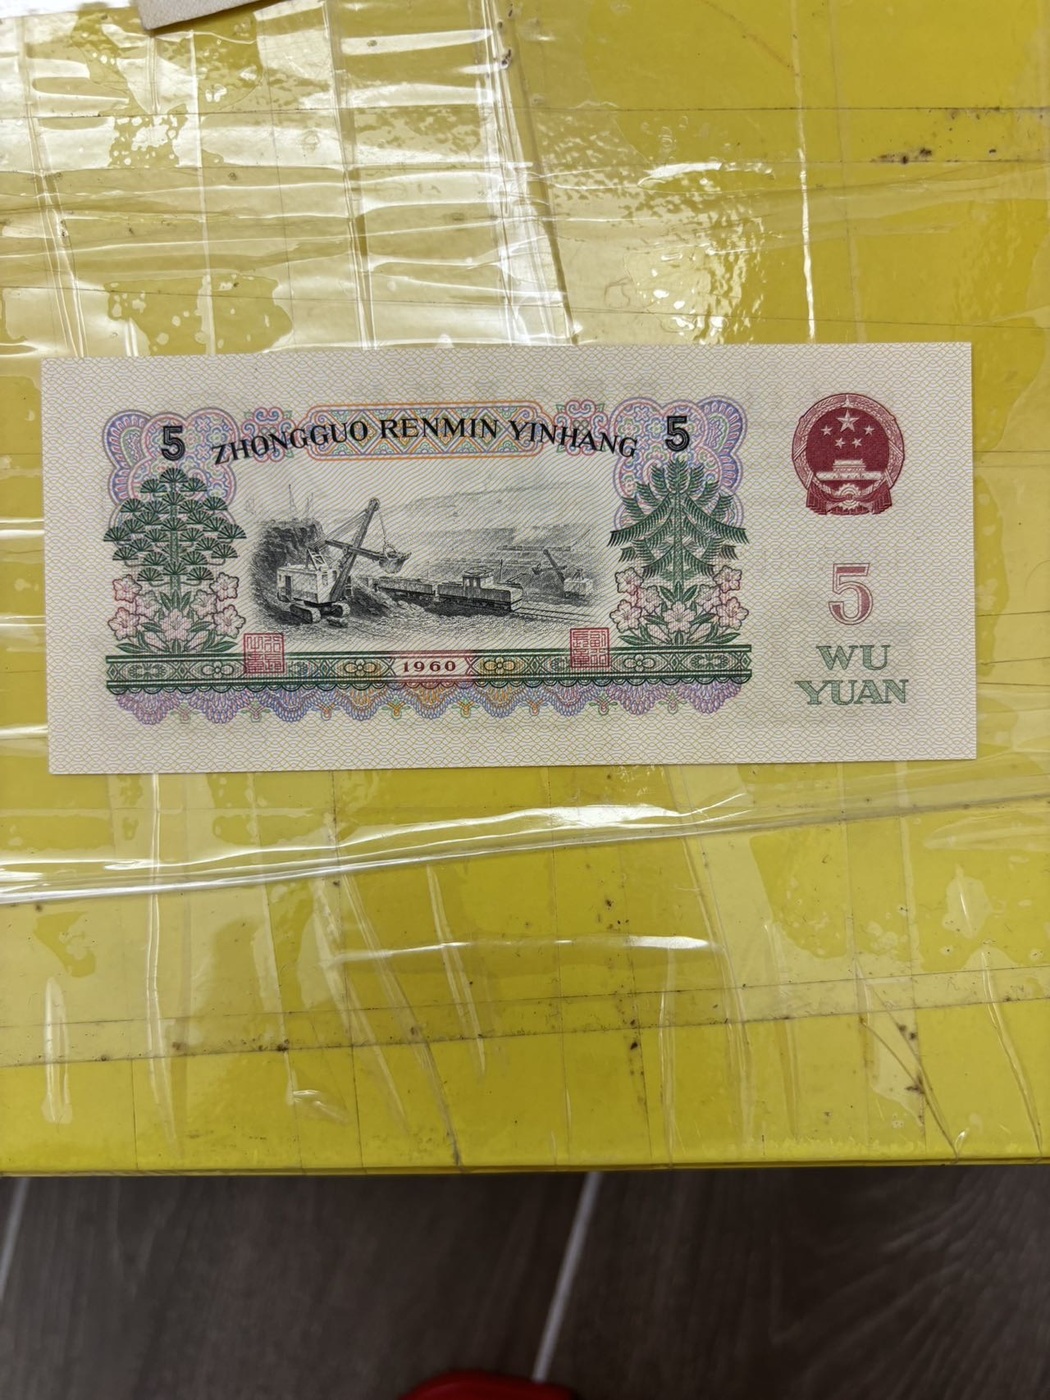 5 ZHONGGUO RENMIN YINHANG 5
5
WU
YUAN
1960